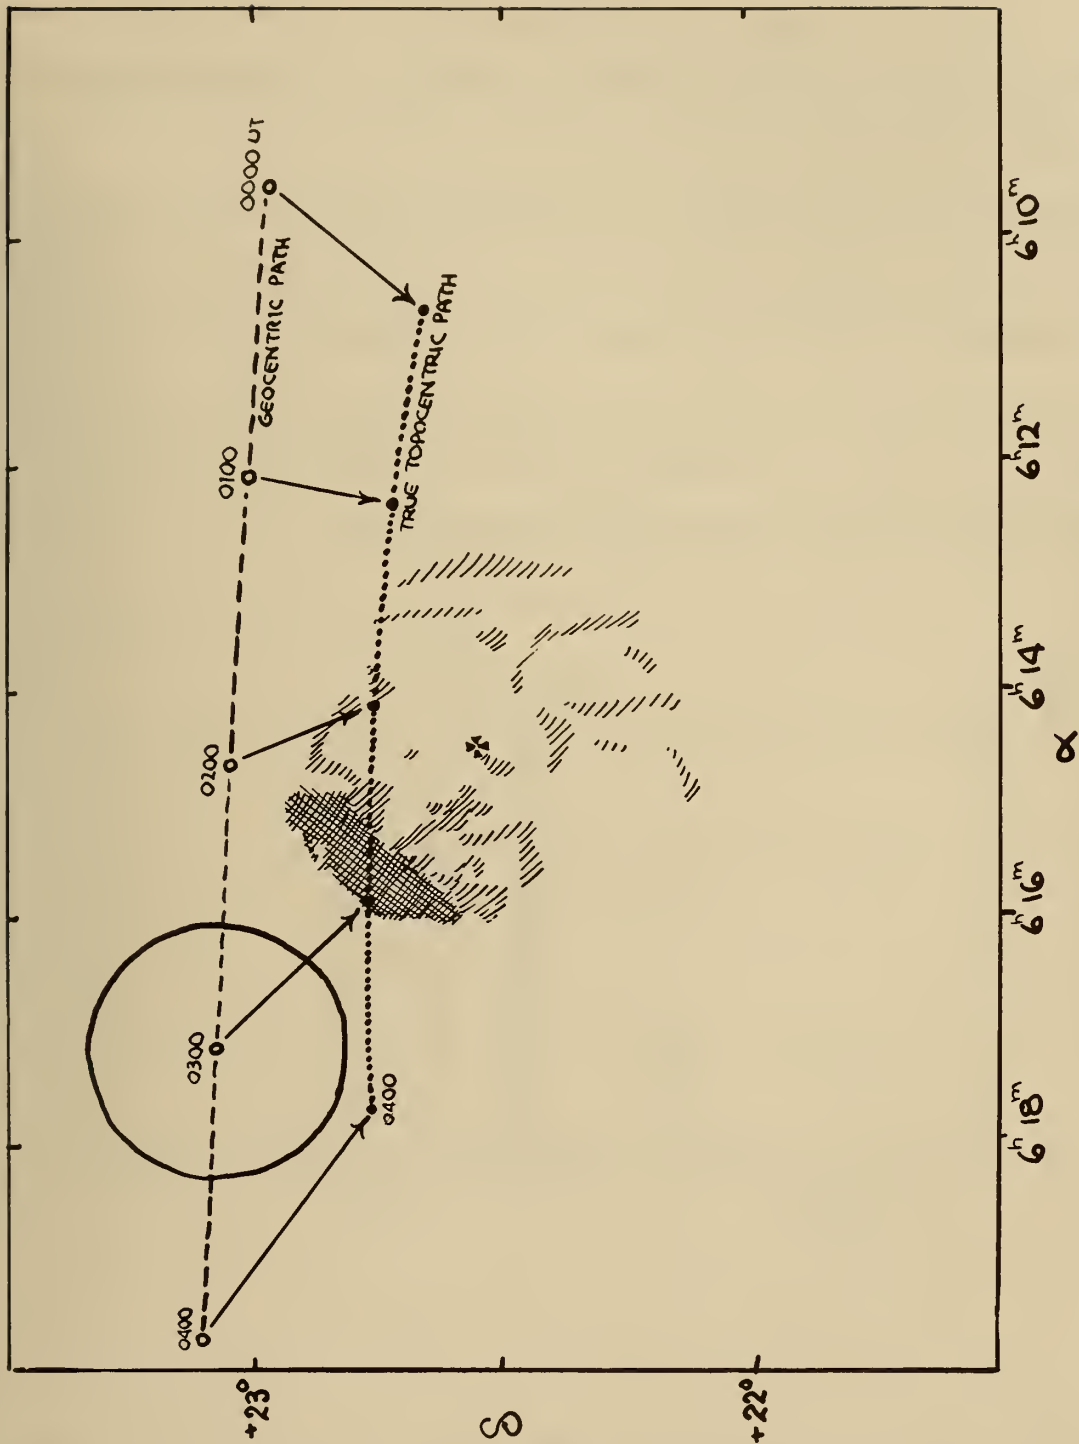 0000 UT
GEOCENTRIC PATH
0100
TRUE TOPOCENTRIC PATH
0200
0300
0400
0400
+23°
δ
+22°
6ʰ10ᵐ
6ʰ12ᵐ
6ʰ14ᵐ
6ʰ16ᵐ
6ʰ18ᵐ
α